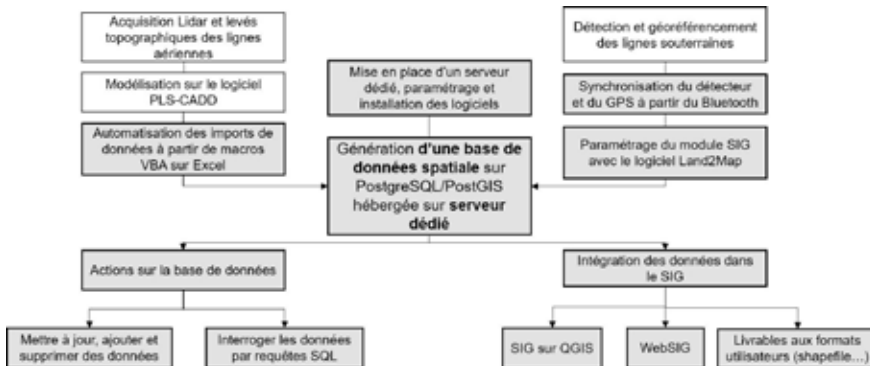 Acquisition Lidar et levés
topographiques des lignes
aériennes
Modélisation sur le logiciel
PLS-CADD
Automatisation des imports de
données à partir de macros
VBA sur Excel
Mise en place d'un serveur
dédié, paramétrage et
installation des logiciels
Détection et géoréférencement
des lignes souterraines
Synchronisation du détecteur
et du GPS à partir du Bluetooth
Paramétrage du module SIG
avec le logiciel Land2Map
Génération d'une base de
données spatiale sur
PostgreSQL/PostGIS
hébergée sur serveur
dédié
Actions sur la base de données
Intégration des données dans
le SIG
Mettre à jour, ajouter et
supprimer des données
Interroger les données
par requêtes SQL
SIG sur QGIS
WebSIG
Livrables aux formats
utilisateurs (shapefile...)